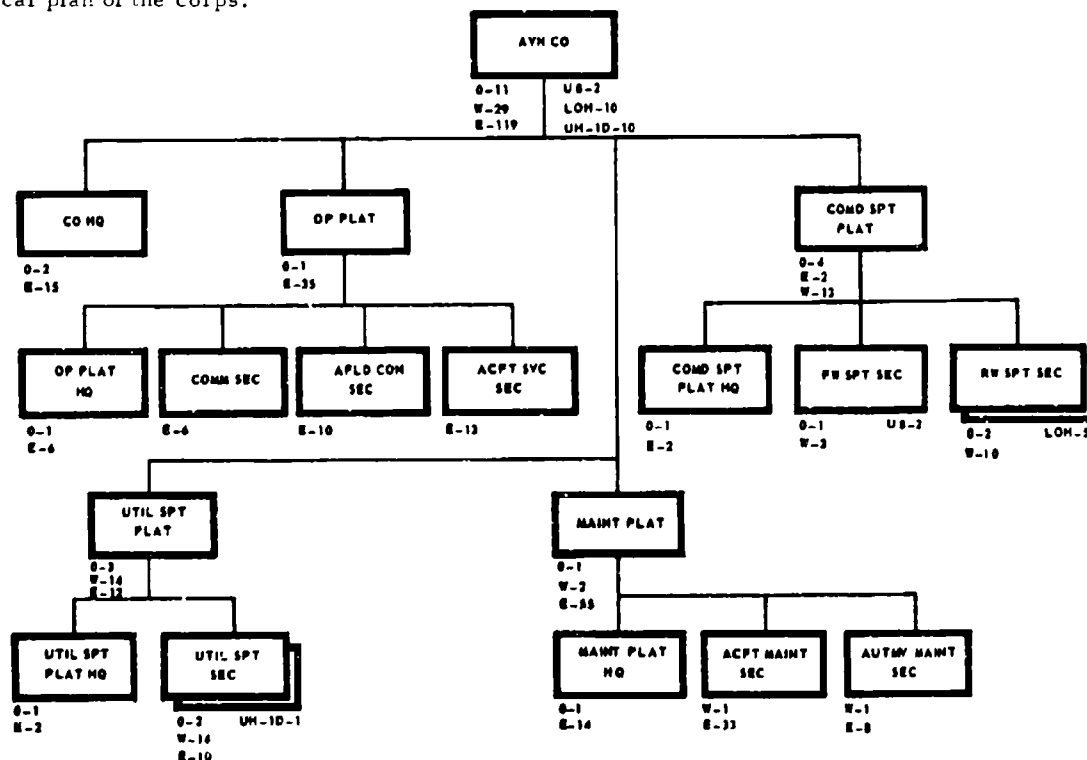 cal plan of the corps.
AVN CO
O-11
W-29
E-119
U8-2
LOH-10
UH-1D-10
CO HQ
O-2
E-15
OP PLAT
O-1
E-35
COMD SPT
PLAT
O-4
E-2
W-13
OP PLAT
HQ
O-1
E-6
COMM SEC
E-6
AFLD CON
SEC
E-10
ACFT SVC
SEC
E-13
COMD SPT
PLAT HQ
O-1
E-2
FW SPT SEC
O-1
W-3
U8-2
RW SPT SEC
O-2
W-10
LOH-5
UTIL SPT
PLAT
O-3
W-14
E-12
MAINT PLAT
O-1
W-2
E-55
UTIL SPT
PLAT HQ
O-1
E-2
UTIL SPT
SEC
O-2
W-14
E-10
UH-1D-1
MAINT PLAT
HQ
O-1
E-14
ACFT MAINT
SEC
W-1
E-33
AUTMV MAINT
SEC
W-1
E-8